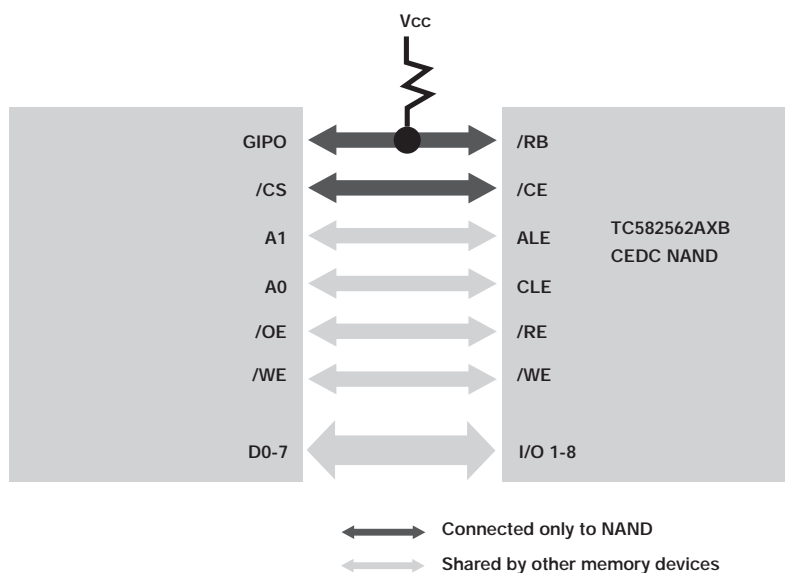 Vcc
GIPO /RB
/CS /CE
A1 ALE TC582562AXB
CEDC NAND
A0 CLE
/OE /RE
/WE /WE
D0-7 I/O 1-8
Connected only to NAND
Shared by other memory devices